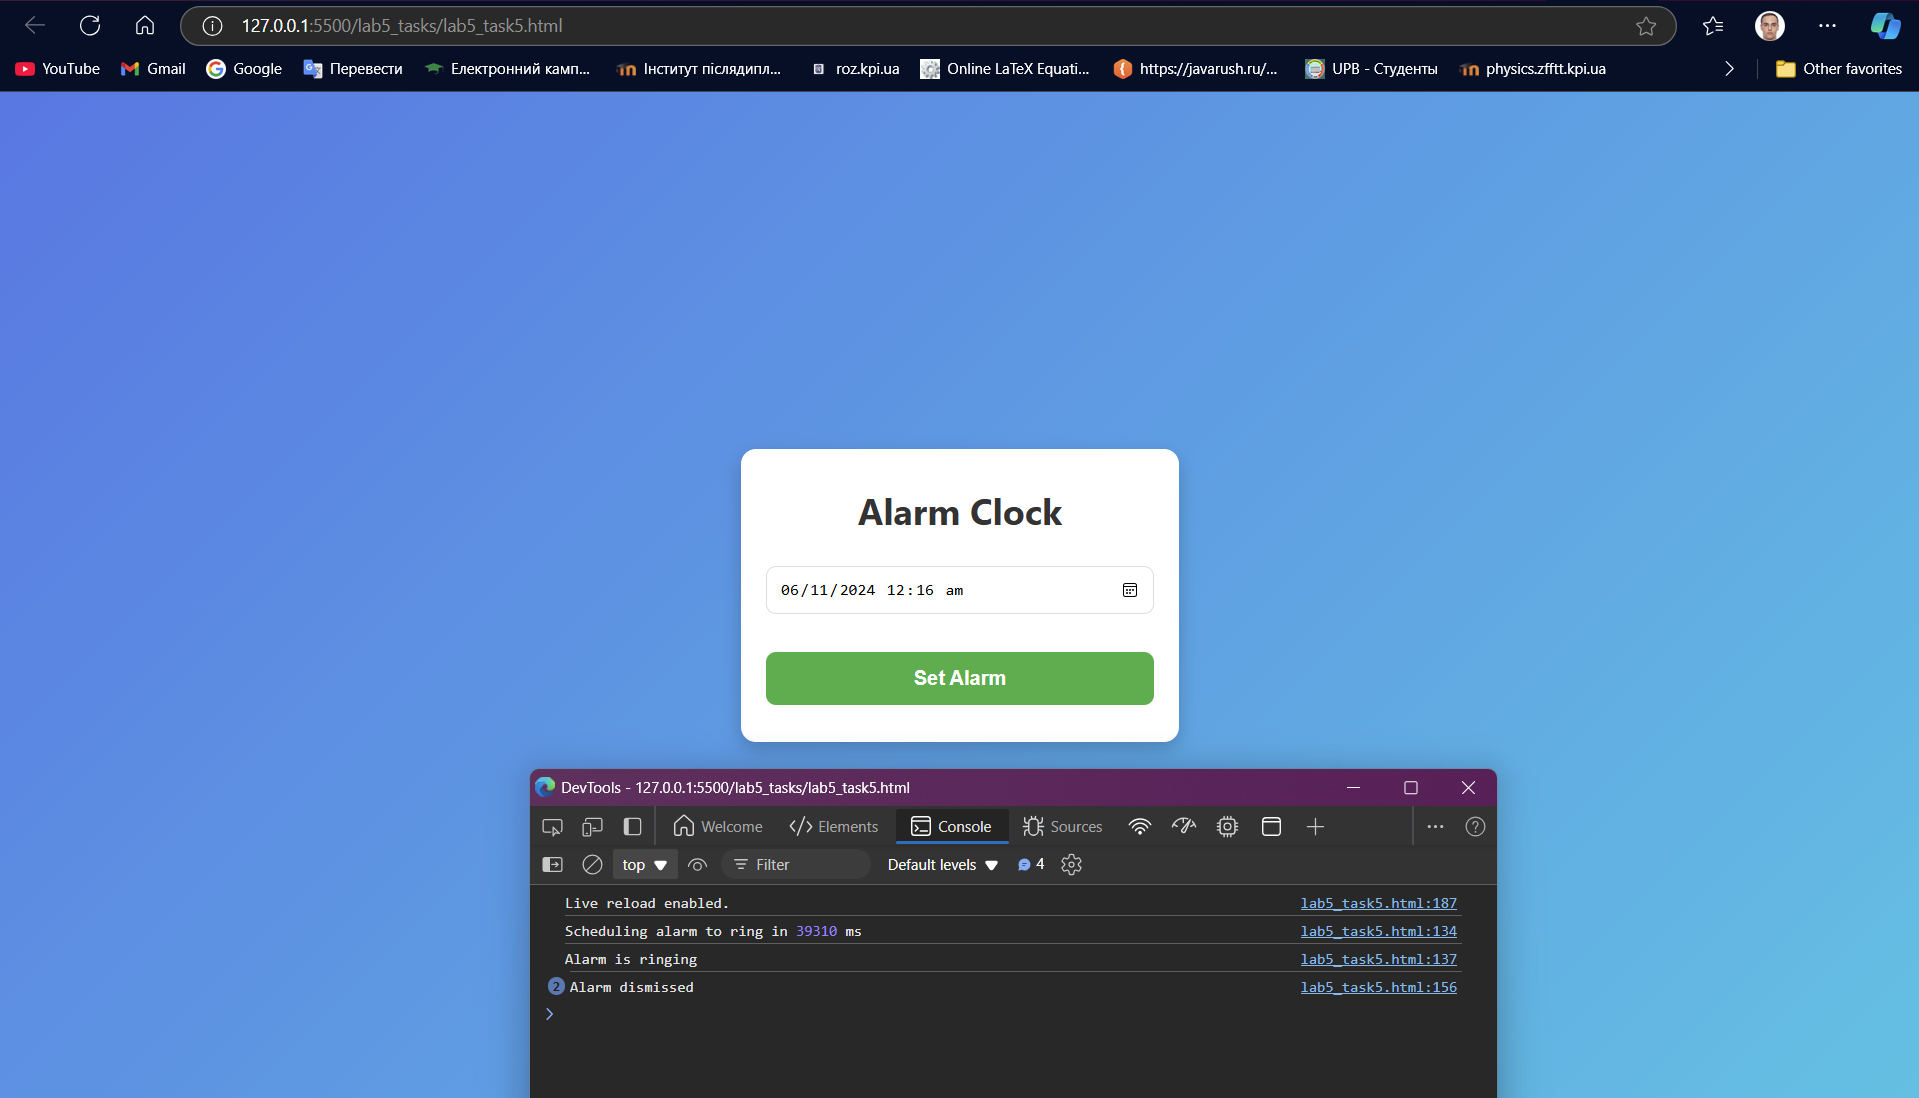 127.0.0.1:5500/lab5_tasks/lab5_task5.html
YouTube Gmail Google Перевести Електронний камп... Інститут післядипл... roz.kpi.ua Online LaTeX Equati... https://javarush.ru/... UPB - Студенты physics.zfftt.kpi.ua Other favorites
Alarm Clock
06/11/2024 12:16 am
Set Alarm
DevTools - 127.0.0.1:5500/lab5_tasks/lab5_task5.html
Welcome Elements Console Sources
top Filter Default levels 4
Live reload enabled. lab5_task5.html:187
Scheduling alarm to ring in 39310 ms lab5_task5.html:134
Alarm is ringing lab5_task5.html:137
2 Alarm dismissed lab5_task5.html:156